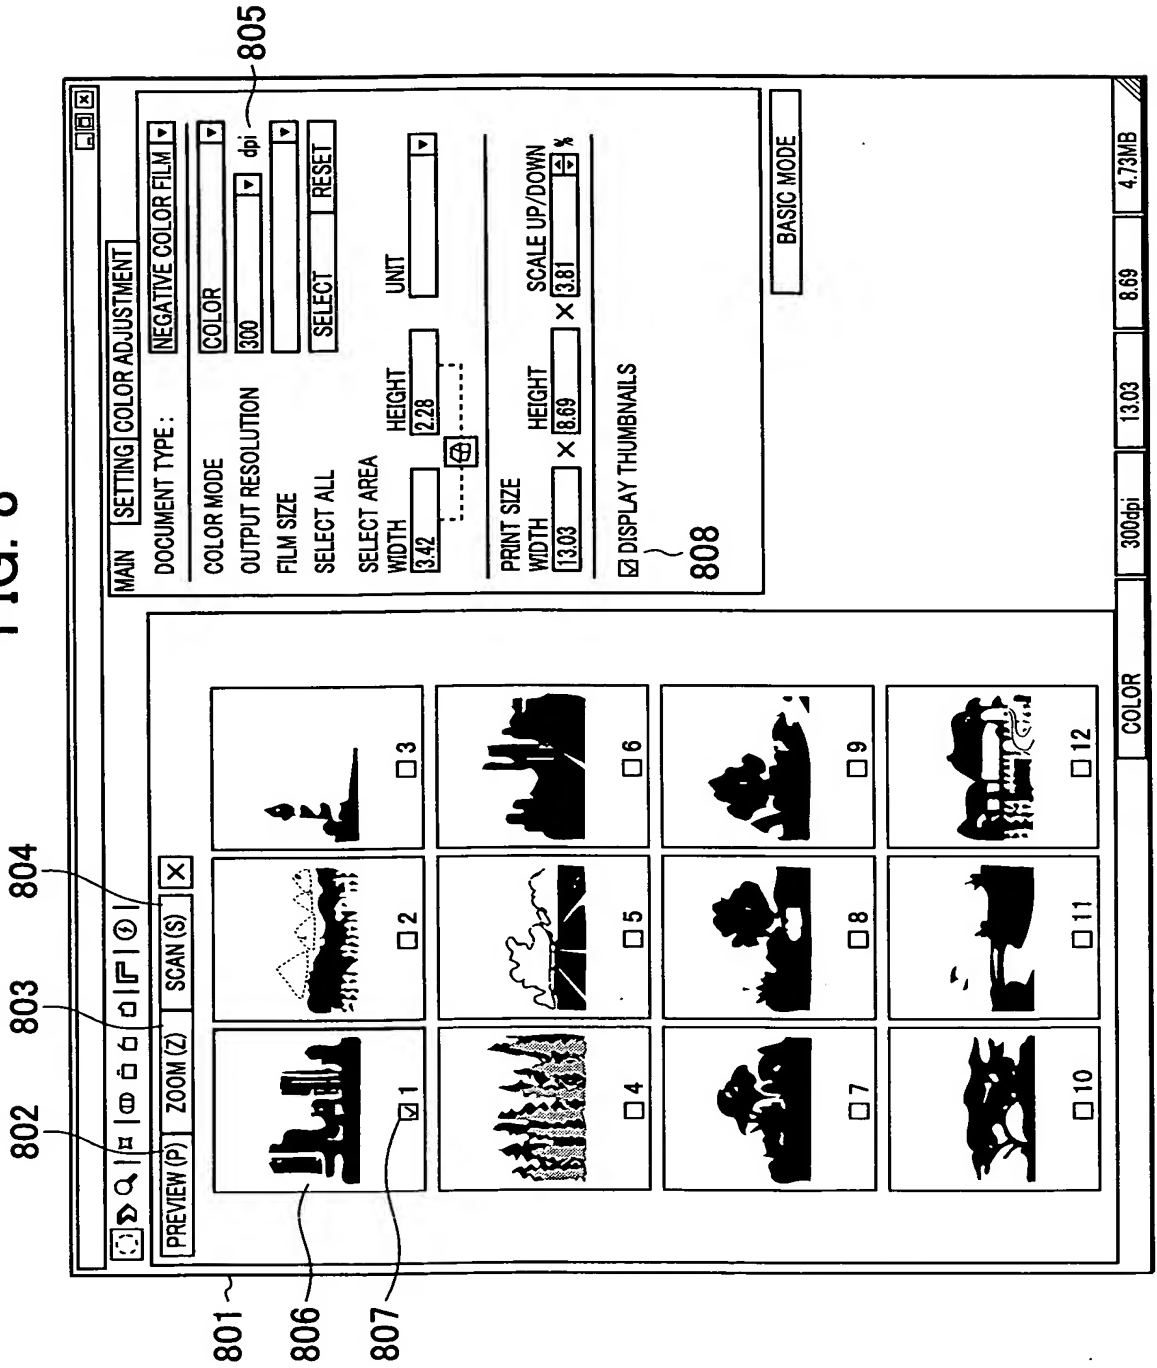 FIG. 8
802
803
804
805
801
806
807
808
PREVIEW (P)
ZOOM (Z)
SCAN (S)
X
1
2
3
4
5
6
7
8
9
10
11
12
MAIN
SETTING
COLOR ADJUSTMENT
DOCUMENT TYPE :
NEGATIVE COLOR FILM
COLOR MODE
COLOR
OUTPUT RESOLUTION
300
dpi
FILM SIZE
SELECT ALL
SELECT
RESET
SELECT AREA
WIDTH
HEIGHT
UNIT
3.42
2.28
PRINT SIZE
WIDTH
HEIGHT
SCALE UP/DOWN
13.03 X 8.69 X 3.81 %
DISPLAY THUMBNAILS
BASIC MODE
COLOR
300dpi
13.03
8.69
4.73MB